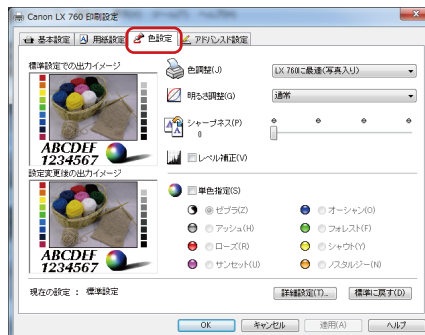 Canon LX 760 印刷設定
基本設定 用紙設定 色設定 アドバンスド設定
標準設定での出力イメージ
ABCDEF
1234567
設定変更後の出力イメージ
ABCDEF
1234567
現在の設定 : 標準設定
色調整(J) LX 760に最適(写真入り)
明るさ調整(G) 通常
シャープネス(P)
0
レベル補正(V)
単色指定(S)
ゼブラ(Z) オーシャン(O)
アッシュ(H) フォレスト(F)
ローズ(R) シャウト(Y)
サンセット(U) ノスタルジー(N)
詳細設定(T)... 標準に戻す(D)
OK キャンセル 適用(A) ヘルプ